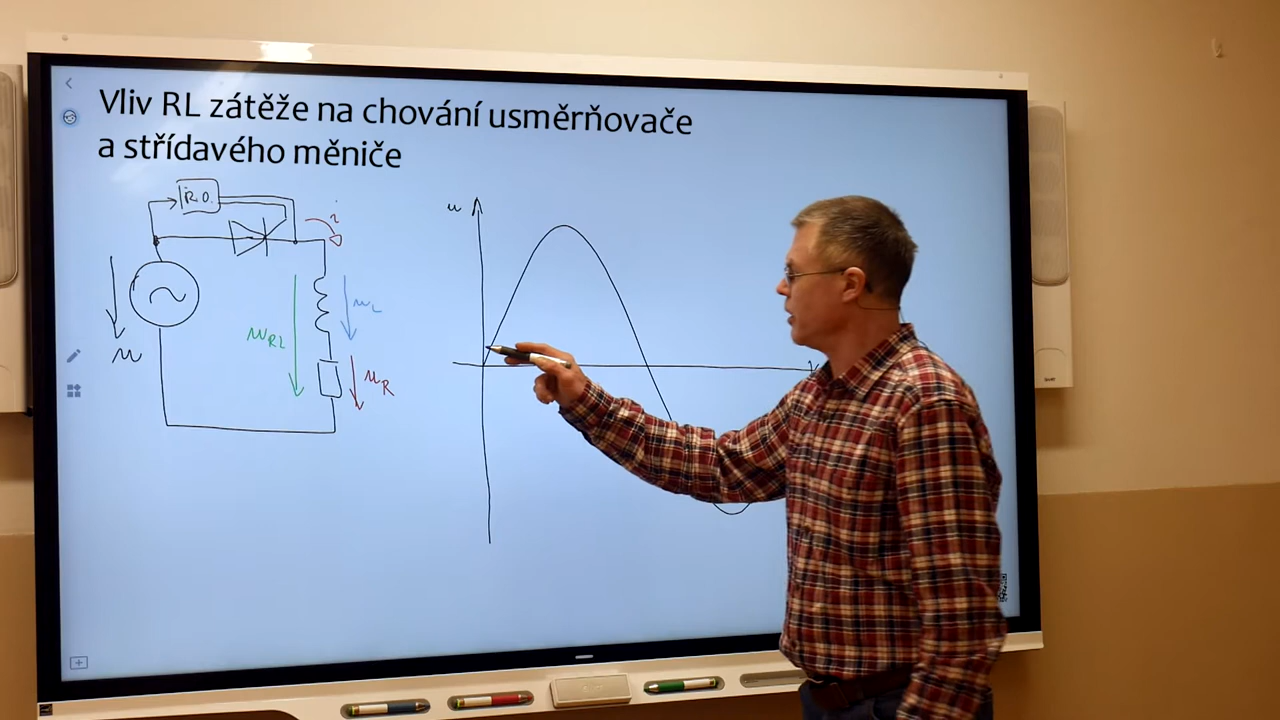 Vliv RL zátěže na chování usměrňovače
a střídavého měniče
Ř.O.
i
u
u
u_L
u_RL
u_R